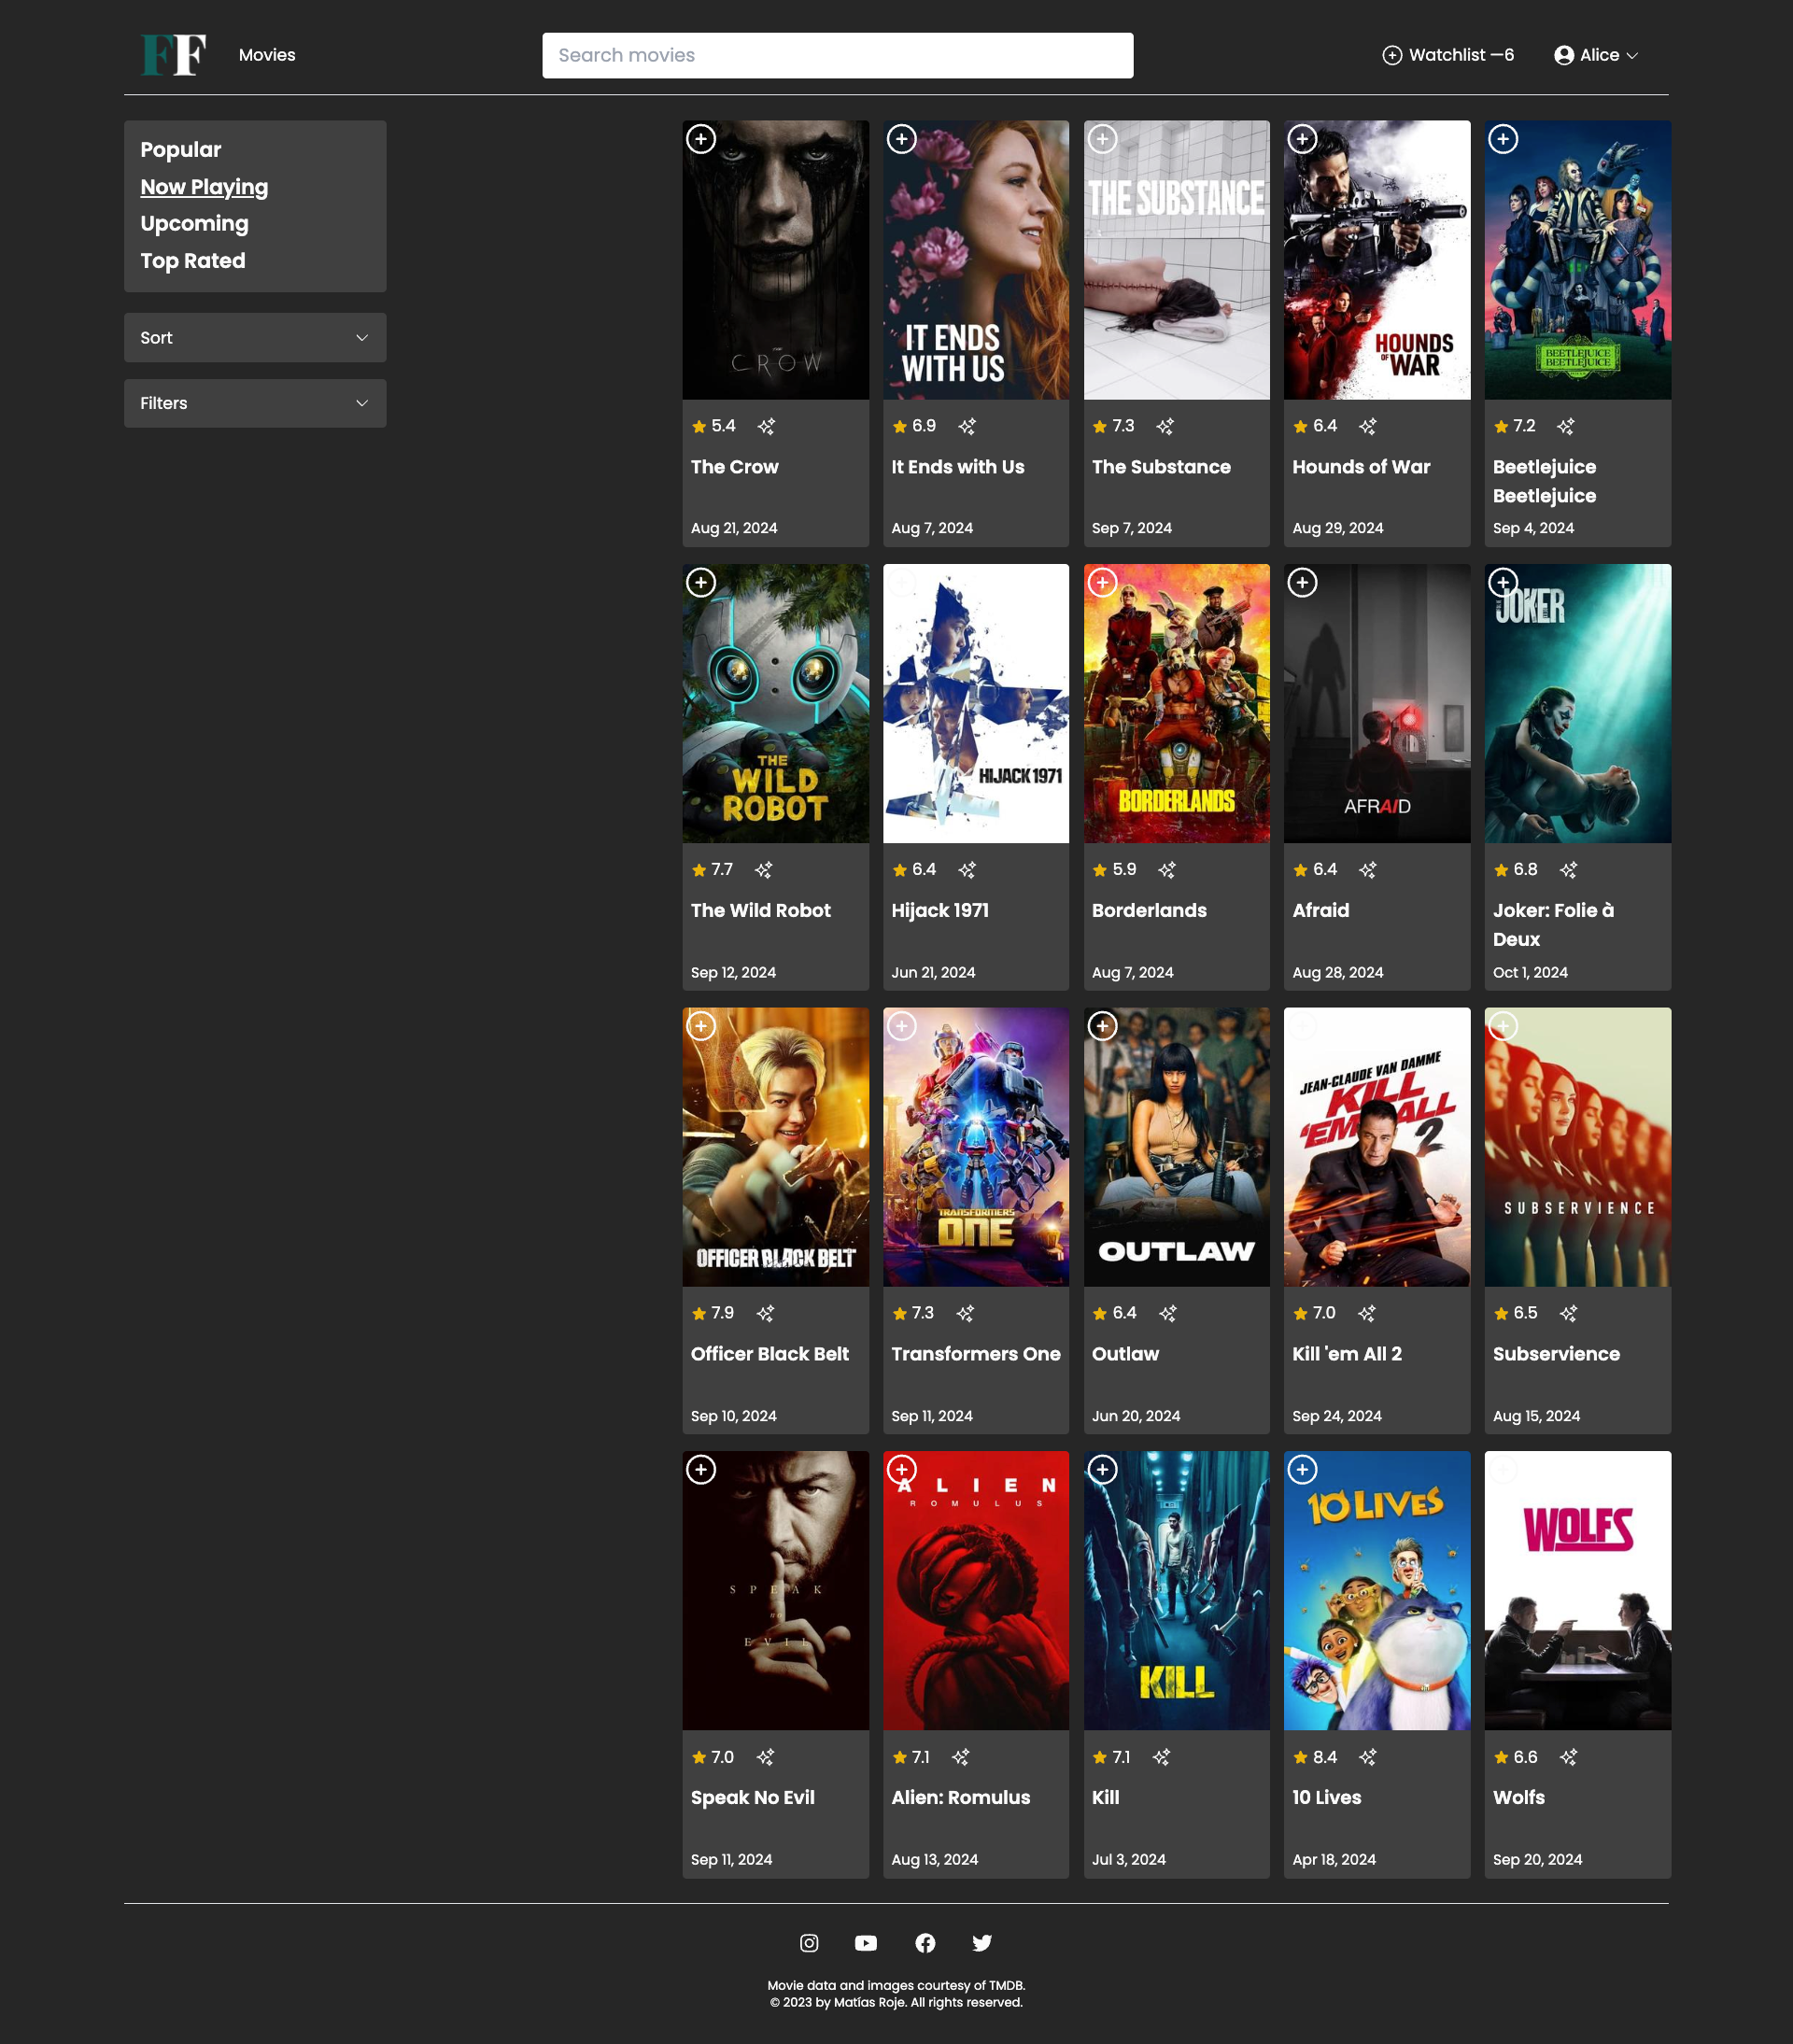 FF
Movies
Search movies
Watchlist —6
Alice
Popular
Now Playing
Upcoming
Top Rated
Sort
Filters
THE CROW
5.4
The Crow
Aug 21, 2024
IT ENDS
WITH US
6.9
It Ends with Us
Aug 7, 2024
THE SUBSTANCE
7.3
The Substance
Sep 7, 2024
HOUNDS
OF WAR
6.4
Hounds of War
Aug 29, 2024
BEETLEJUICE
BEETLEJUICE
7.2
Beetlejuice
Beetlejuice
Sep 4, 2024
THE
WILD
ROBOT
7.7
The Wild Robot
Sep 12, 2024
HIJACK 1971
6.4
Hijack 1971
Jun 21, 2024
BORDERLANDS
5.9
Borderlands
Aug 7, 2024
AFRAID
6.4
Afraid
Aug 28, 2024
JOKER
6.8
Joker: Folie à
Deux
Oct 1, 2024
OFFICER BLACK BELT
7.9
Officer Black Belt
Sep 10, 2024
TRANSFORMERS
ONE
7.3
Transformers One
Sep 11, 2024
OUTLAW
6.4
Outlaw
Jun 20, 2024
JEAN-CLAUDE VAN DAMME
KILL
'EM ALL
2
7.0
Kill 'em All 2
Sep 24, 2024
SUBSERVIENCE
6.5
Subservience
Aug 15, 2024
SPEAK
no
EVIL
7.0
Speak No Evil
Sep 11, 2024
ALIEN
ROMULUS
7.1
Alien: Romulus
Aug 13, 2024
KILL
7.1
Kill
Jul 3, 2024
10 LIVES
8.4
10 Lives
Apr 18, 2024
WOLFS
6.6
Wolfs
Sep 20, 2024
Movie data and images courtesy of TMDB.
© 2023 by Matías Roje. All rights reserved.